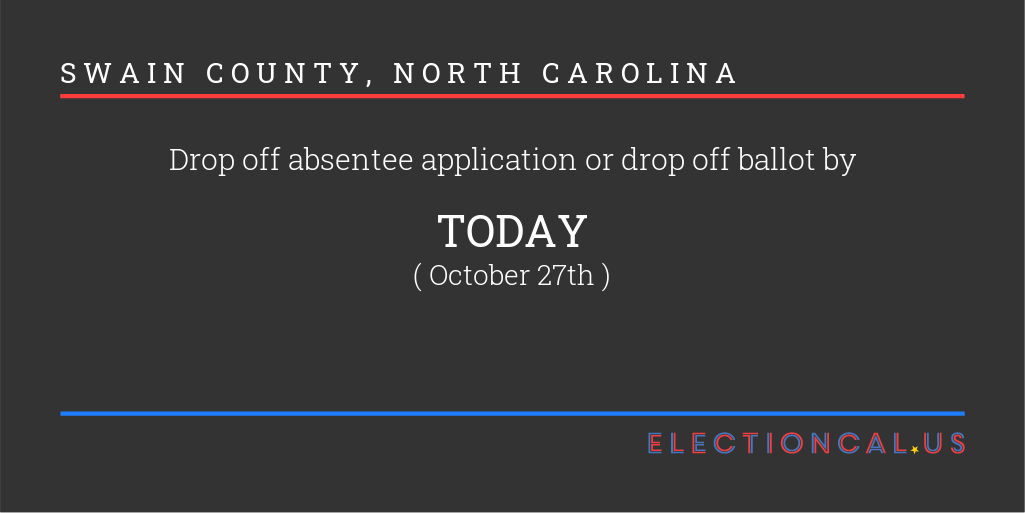 SWAIN COUNTY, NORTH CAROLINA
Drop off absentee application or drop off ballot by
TODAY
( October 27th )
ELECTIONCAL.US